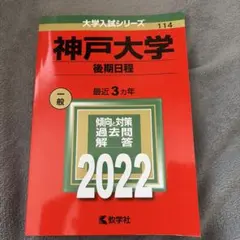 大学入試シリーズ
114
神戸大学
後期日程
一般
最近3ヵ年
傾向と対策
過去問
解答
2022
教学社